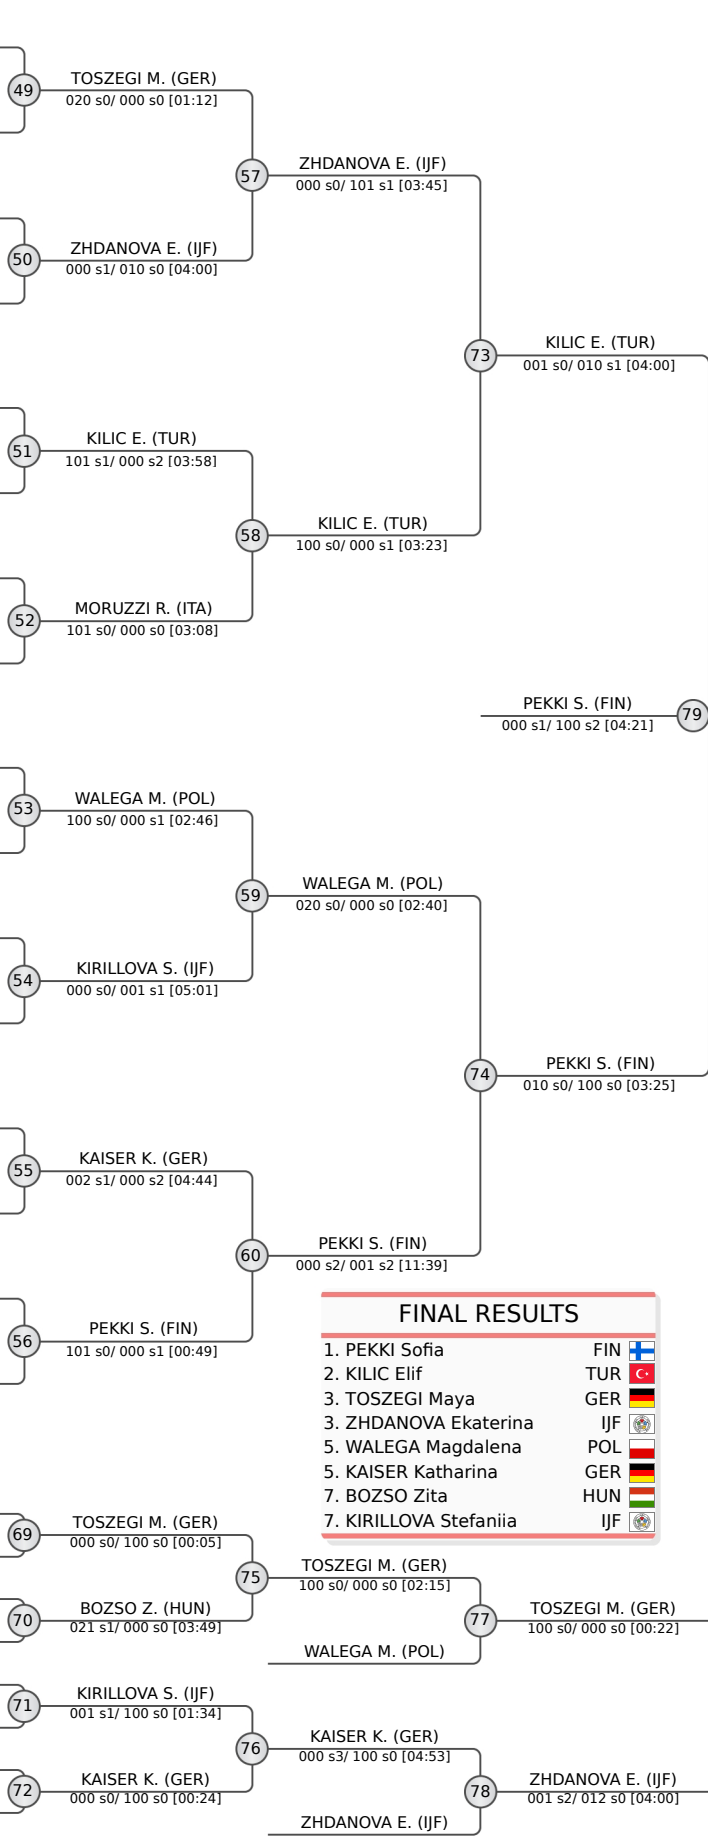 49
TOSZEGI M. (GER)
020 s0/ 000 s0 [01:12]
57
ZHDANOVA E. (IJF)
000 s0/ 101 s1 [03:45]
50
ZHDANOVA E. (IJF)
000 s1/ 010 s0 [04:00]
73
KILIC E. (TUR)
001 s0/ 010 s1 [04:00]
51
KILIC E. (TUR)
101 s1/ 000 s2 [03:58]
58
KILIC E. (TUR)
100 s0/ 000 s1 [03:23]
52
MORUZZI R. (ITA)
101 s0/ 000 s0 [03:08]
PEKKI S. (FIN)
000 s1/ 100 s2 [04:21]
79
53
WALEGA M. (POL)
100 s0/ 000 s1 [02:46]
59
WALEGA M. (POL)
020 s0/ 000 s0 [02:40]
54
KIRILLOVA S. (IJF)
000 s0/ 001 s1 [05:01]
74
PEKKI S. (FIN)
010 s0/ 100 s0 [03:25]
55
KAISER K. (GER)
002 s1/ 000 s2 [04:44]
60
PEKKI S. (FIN)
000 s2/ 001 s2 [11:39]
56
PEKKI S. (FIN)
101 s0/ 000 s1 [00:49]
FINAL RESULTS
1. PEKKI Sofia FIN
2. KILIC Elif TUR
3. TOSZEGI Maya GER
3. ZHDANOVA Ekaterina IJF
5. WALEGA Magdalena POL
5. KAISER Katharina GER
7. BOZSO Zita HUN
7. KIRILLOVA Stefaniia IJF
69
TOSZEGI M. (GER)
000 s0/ 100 s0 [00:05]
75
TOSZEGI M. (GER)
100 s0/ 000 s0 [02:15]
70
BOZSO Z. (HUN)
021 s1/ 000 s0 [03:49]
77
TOSZEGI M. (GER)
100 s0/ 000 s0 [00:22]
WALEGA M. (POL)
71
KIRILLOVA S. (IJF)
001 s1/ 100 s0 [01:34]
76
KAISER K. (GER)
000 s3/ 100 s0 [04:53]
72
KAISER K. (GER)
000 s0/ 100 s0 [00:24]
78
ZHDANOVA E. (IJF)
001 s2/ 012 s0 [04:00]
ZHDANOVA E. (IJF)